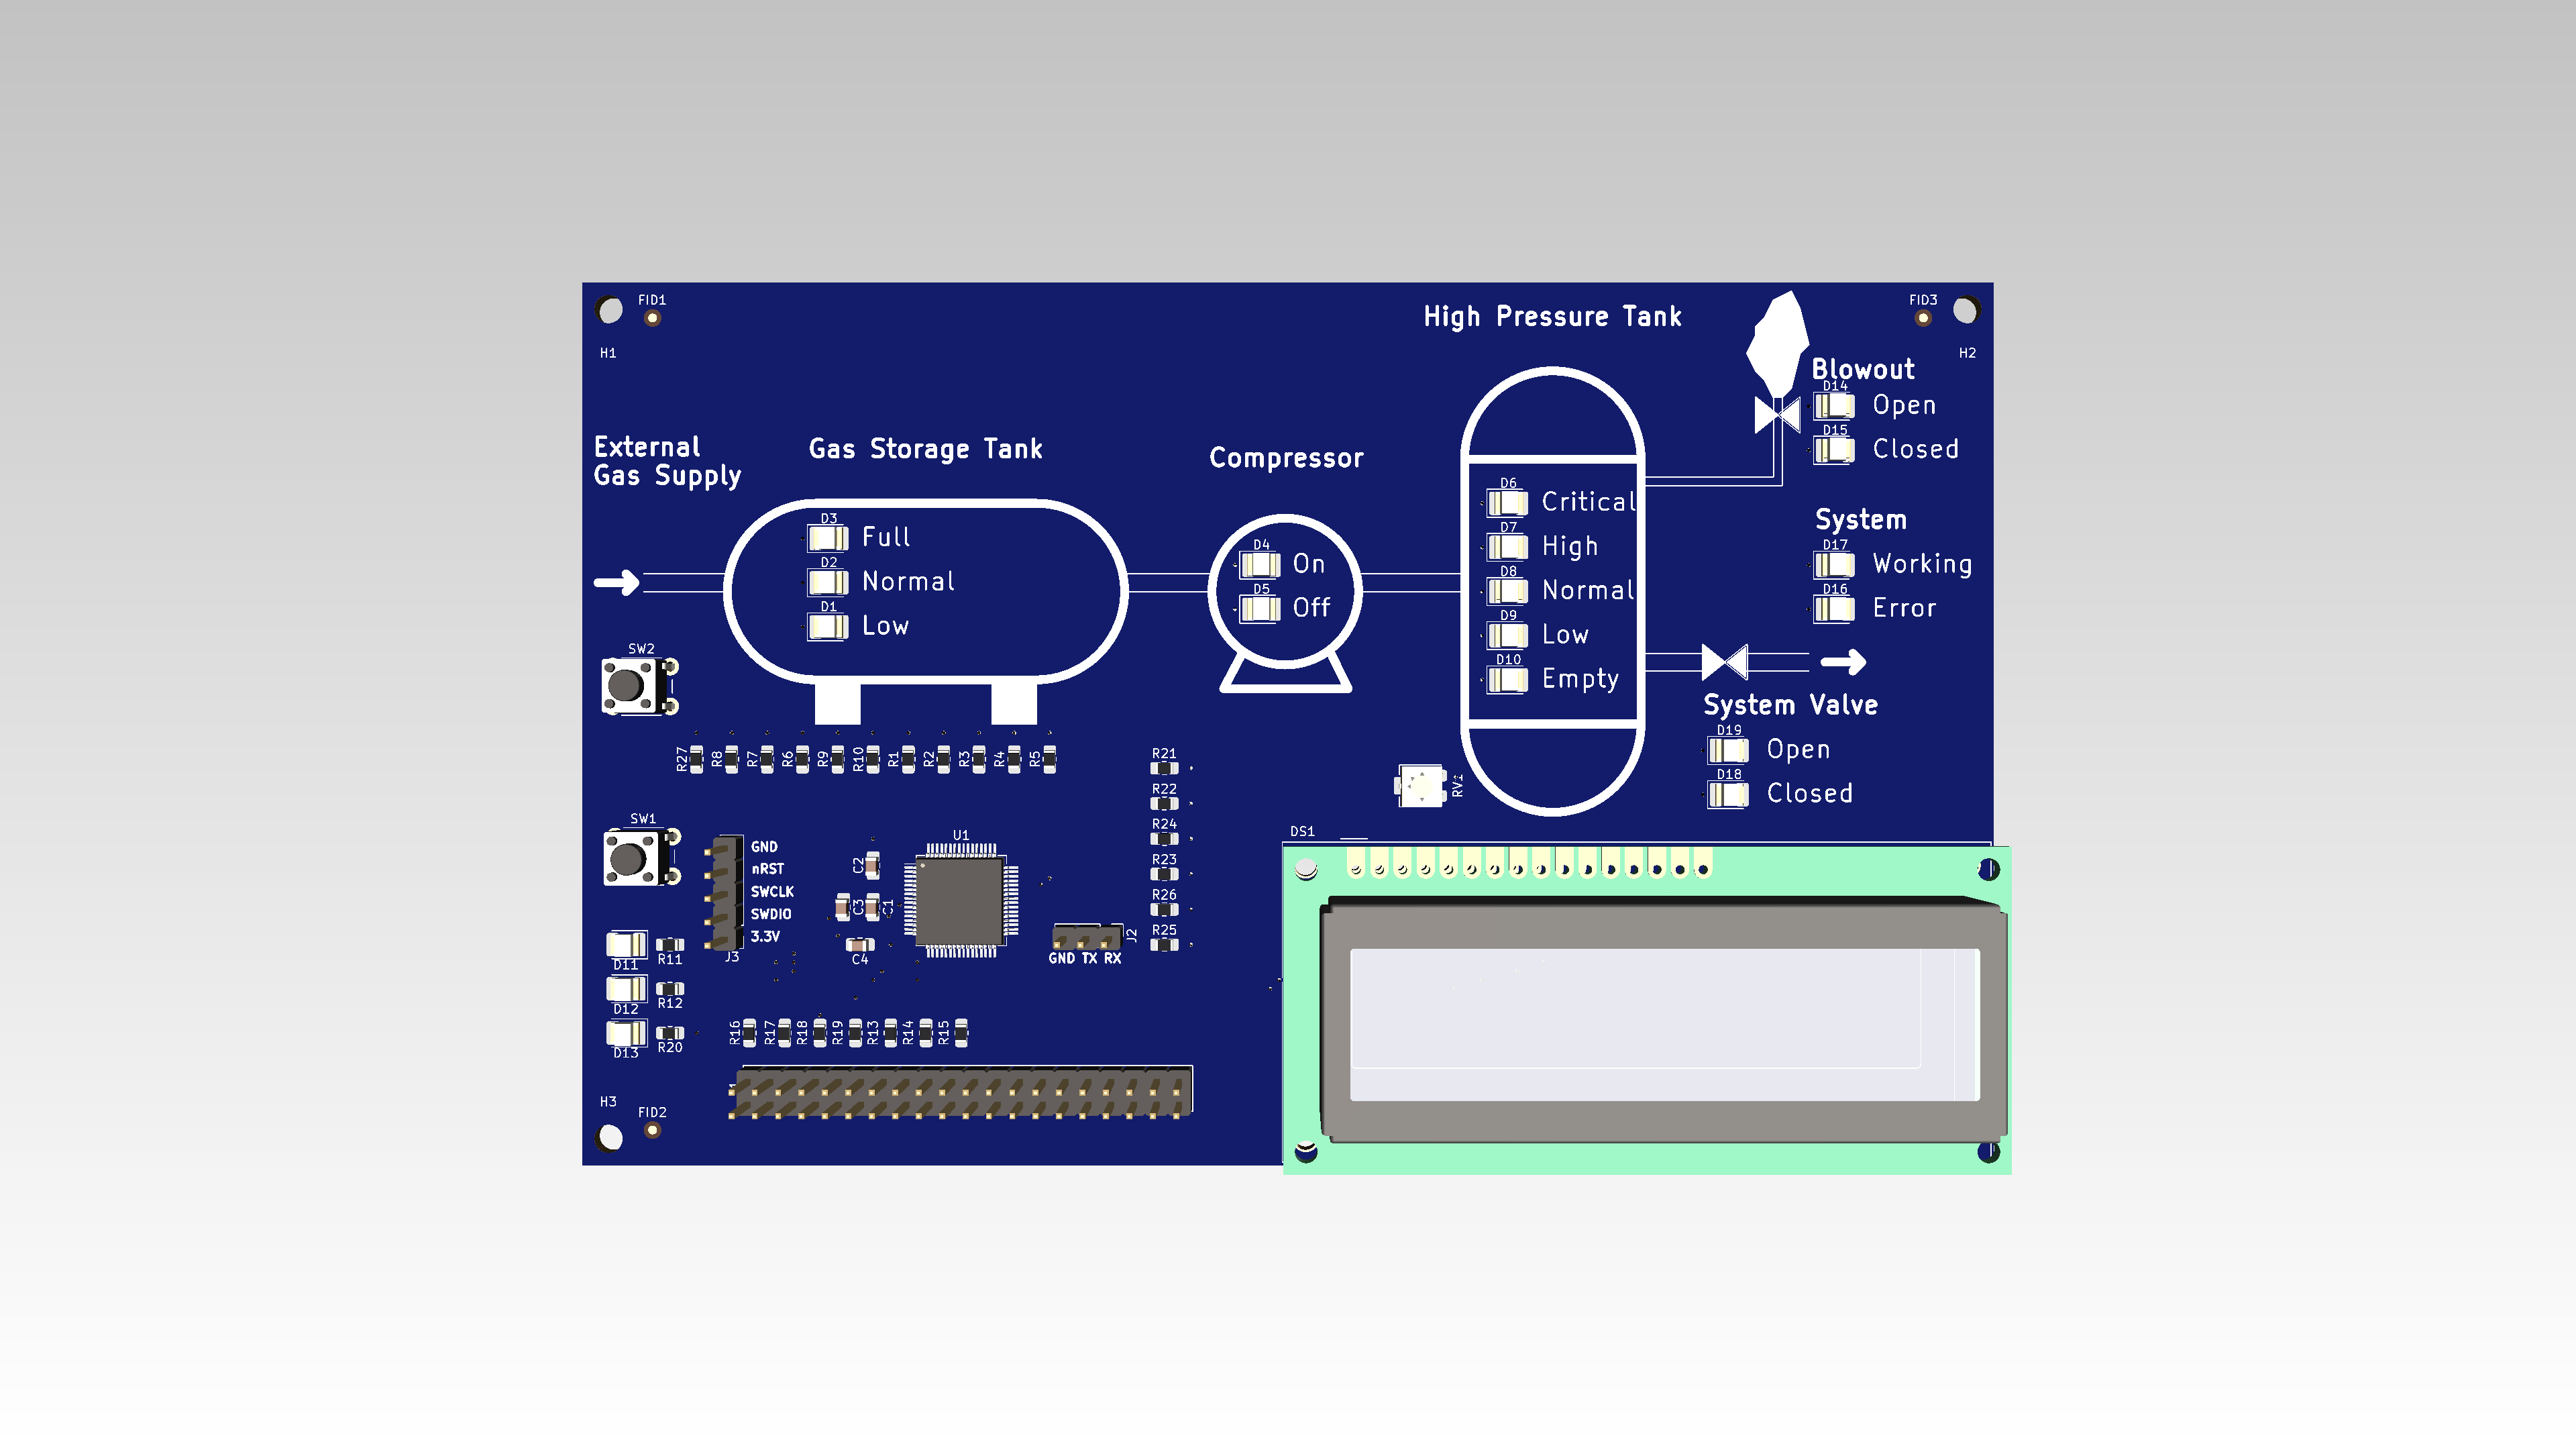 FID1
FID3
High Pressure Tank
H1
H2
Blowout
D14
Open
D15
Closed
External
Gas Supply
Gas Storage Tank
Compressor
D6
Critical
D7
High
D8
Normal
D9
Low
D10
Empty
D3
Full
D2
Normal
D1
Low
D4
On
D5
Off
System
D17
Working
D16
Error
SW2
System Valve
D19
Open
D18
Closed
R27 R8 R7 R6 R9 R10 R1 R2 R3 R4 R5
R21
R22
R24
R23
R26
R25
RV1
SW1
DS1
GND
nRST
SWCLK
SWDIO
3.3V
J3
U1
C2
C3
C1
C4
J2
GND TX RX
D11
R11
D12
R12
D13
R20
R16 R17 R18 R19 R13 R14 R15
H3
FID2